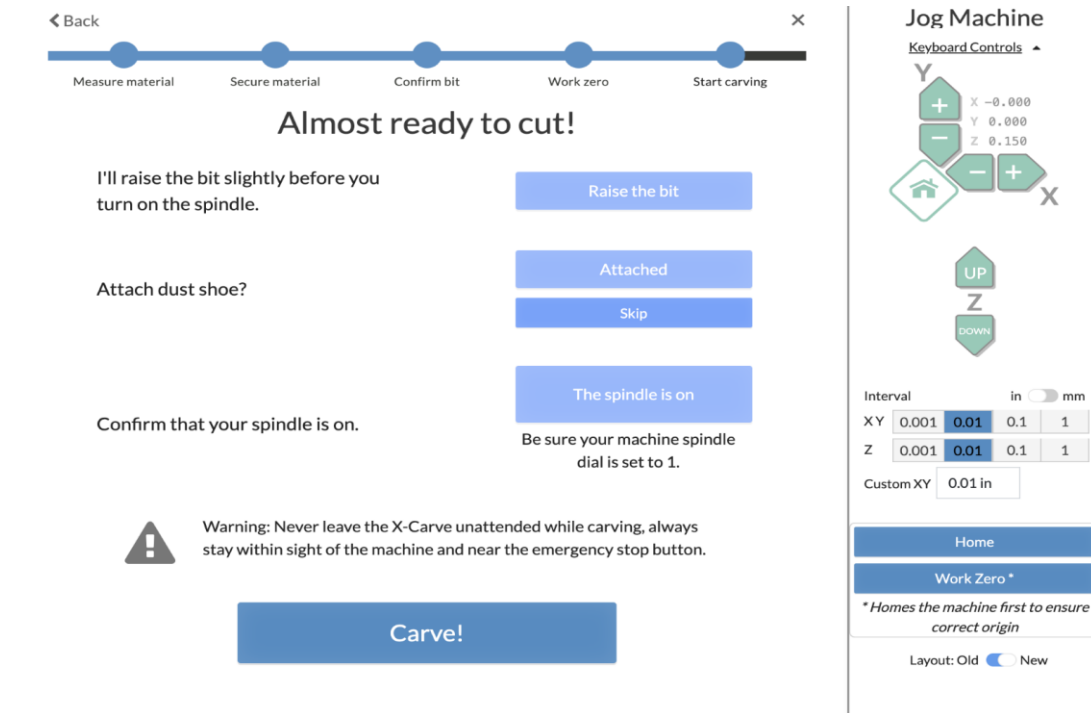 Back
×
Measure material
Secure material
Confirm bit
Work zero
Start carving
Almost ready to cut!
I'll raise the bit slightly before you
turn on the spindle.
Raise the bit
Attach dust shoe?
Attached
Skip
Confirm that your spindle is on.
The spindle is on
Be sure your machine spindle
dial is set to 1.
Warning: Never leave the X-Carve unattended while carving, always
stay within sight of the machine and near the emergency stop button.
Carve!
Jog Machine
Keyboard Controls
Y
+
−
X -0.000
Y 0.000
Z 0.150
− +
X
UP
Z
DOWN
Interval in mm
X Y 0.001 0.01 0.1 1
Z 0.001 0.01 0.1 1
Custom XY 0.01 in
Home
Work Zero *
* Homes the machine first to ensure
correct origin
Layout: Old New